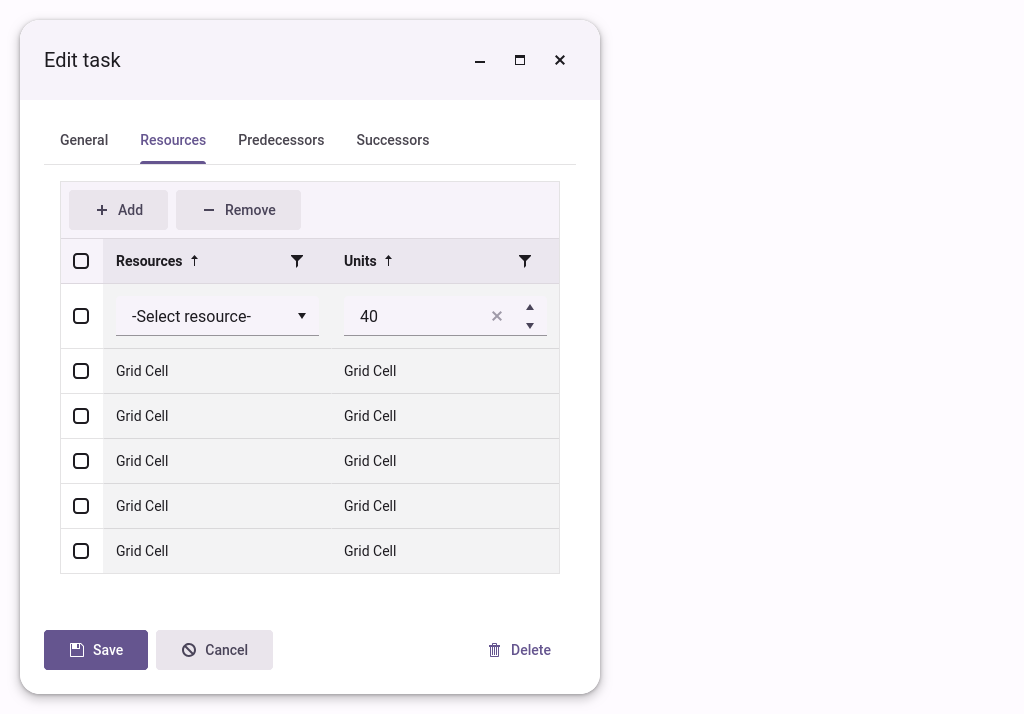 Edit task
General Resources Predecessors Successors
Add Remove
Resources Units
-Select resource- 40
Grid Cell Grid Cell
Grid Cell Grid Cell
Grid Cell Grid Cell
Grid Cell Grid Cell
Grid Cell Grid Cell
Save Cancel Delete